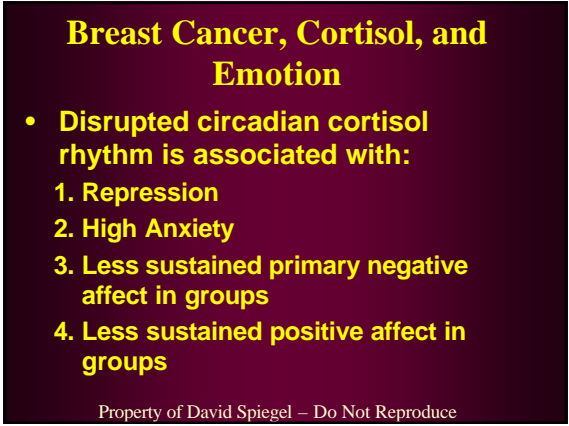 Breast Cancer, Cortisol, and
Emotion
• Disrupted circadian cortisol
rhythm is associated with:
1. Repression
2. High Anxiety
3. Less sustained primary negative
affect in groups
4. Less sustained positive affect in
groups
Property of David Spiegel – Do Not Reproduce